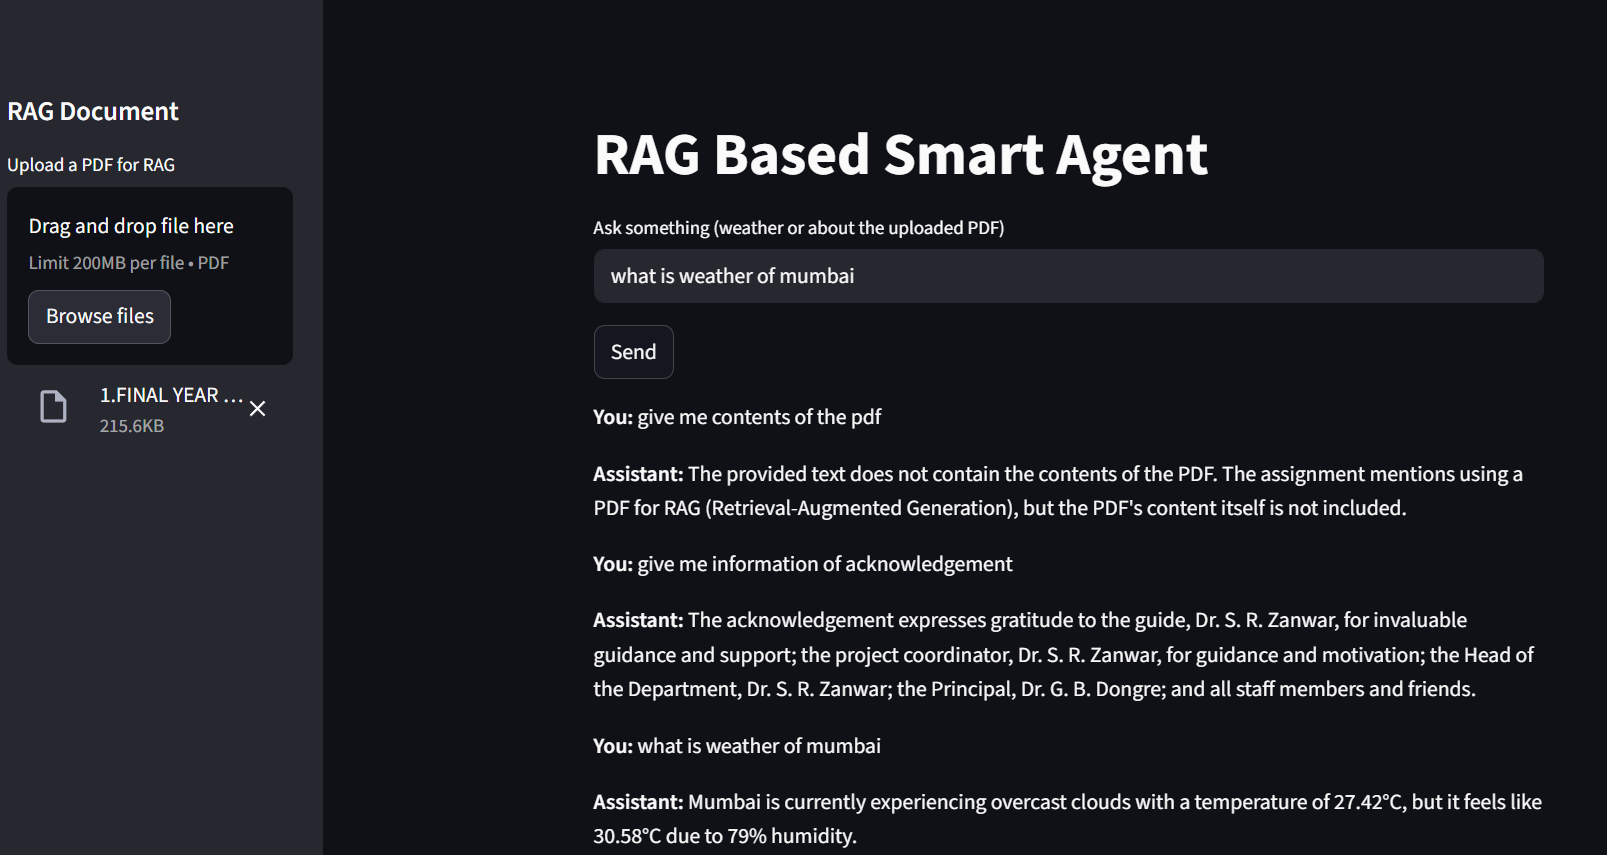 RAG Document
Upload a PDF for RAG
Drag and drop file here
Limit 200MB per file • PDF
Browse files
1.FINAL YEAR ...
215.6KB
RAG Based Smart Agent
Ask something (weather or about the uploaded PDF)
what is weather of mumbai
Send
You: give me contents of the pdf
Assistant: The provided text does not contain the contents of the PDF. The assignment mentions using a
PDF for RAG (Retrieval-Augmented Generation), but the PDF's content itself is not included.
You: give me information of acknowledgement
Assistant: The acknowledgement expresses gratitude to the guide, Dr. S. R. Zanwar, for invaluable
guidance and support; the project coordinator, Dr. S. R. Zanwar, for guidance and motivation; the Head of
the Department, Dr. S. R. Zanwar; the Principal, Dr. G. B. Dongre; and all staff members and friends.
You: what is weather of mumbai
Assistant: Mumbai is currently experiencing overcast clouds with a temperature of 27.42°C, but it feels like
30.58°C due to 79% humidity.